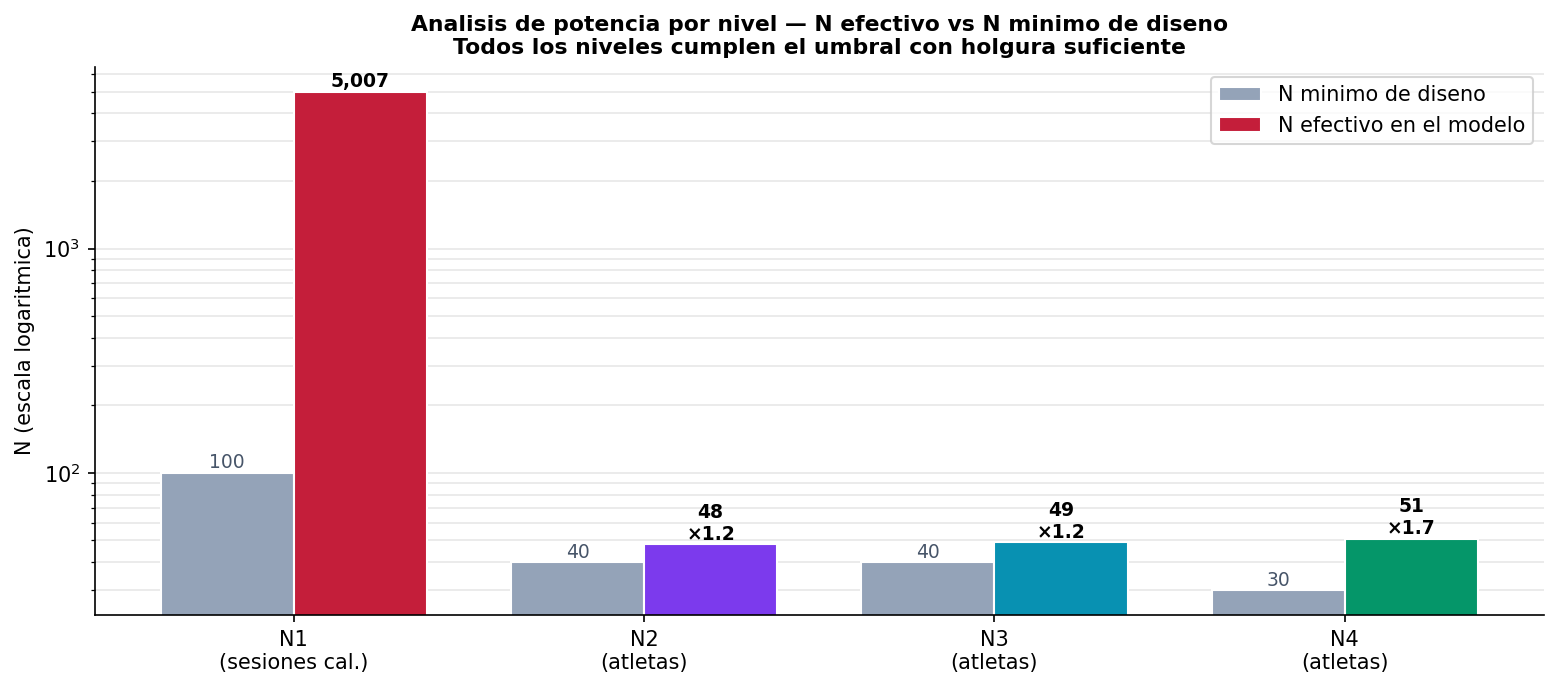 Analisis de potencia por nivel — N efectivo vs N minimo de diseno
Todos los niveles cumplen el umbral con holgura suficiente
N minimo de diseno
N efectivo en el modelo
N (escala logaritmica)
10³
10²
100
5,007
40
48
×1.2
40
49
×1.2
30
51
×1.7
N1
(sesiones cal.)
N2
(atletas)
N3
(atletas)
N4
(atletas)